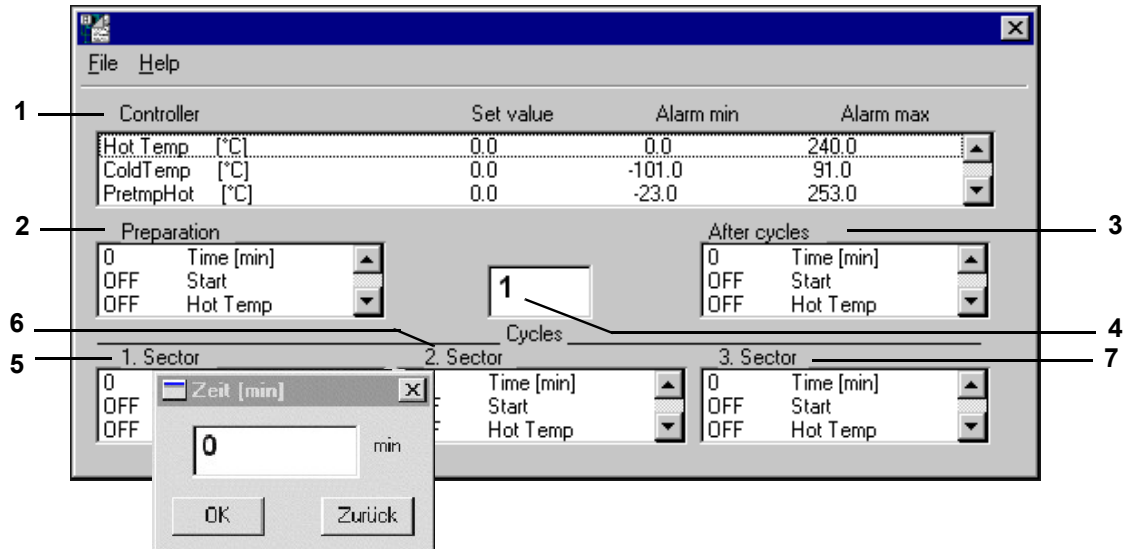 File Help
1 Controller Set value Alarm min Alarm max
Hot Temp [°C] 0.0 0.0 240.0
ColdTemp [°C] 0.0 -101.0 91.0
PretmpHot [°C] 0.0 -23.0 253.0
2 Preparation After cycles 3
0 Time [min] 0 Time [min]
OFF Start 1 OFF Start
OFF Hot Temp OFF Hot Temp
6 Cycles 4
5 1. Sector 2. Sector 3. Sector 7
0 Zeit [min] Time [min] 0 Time [min]
OFF Start OFF Start
OFF Hot Temp OFF Hot Temp
0 min
OK Zurück